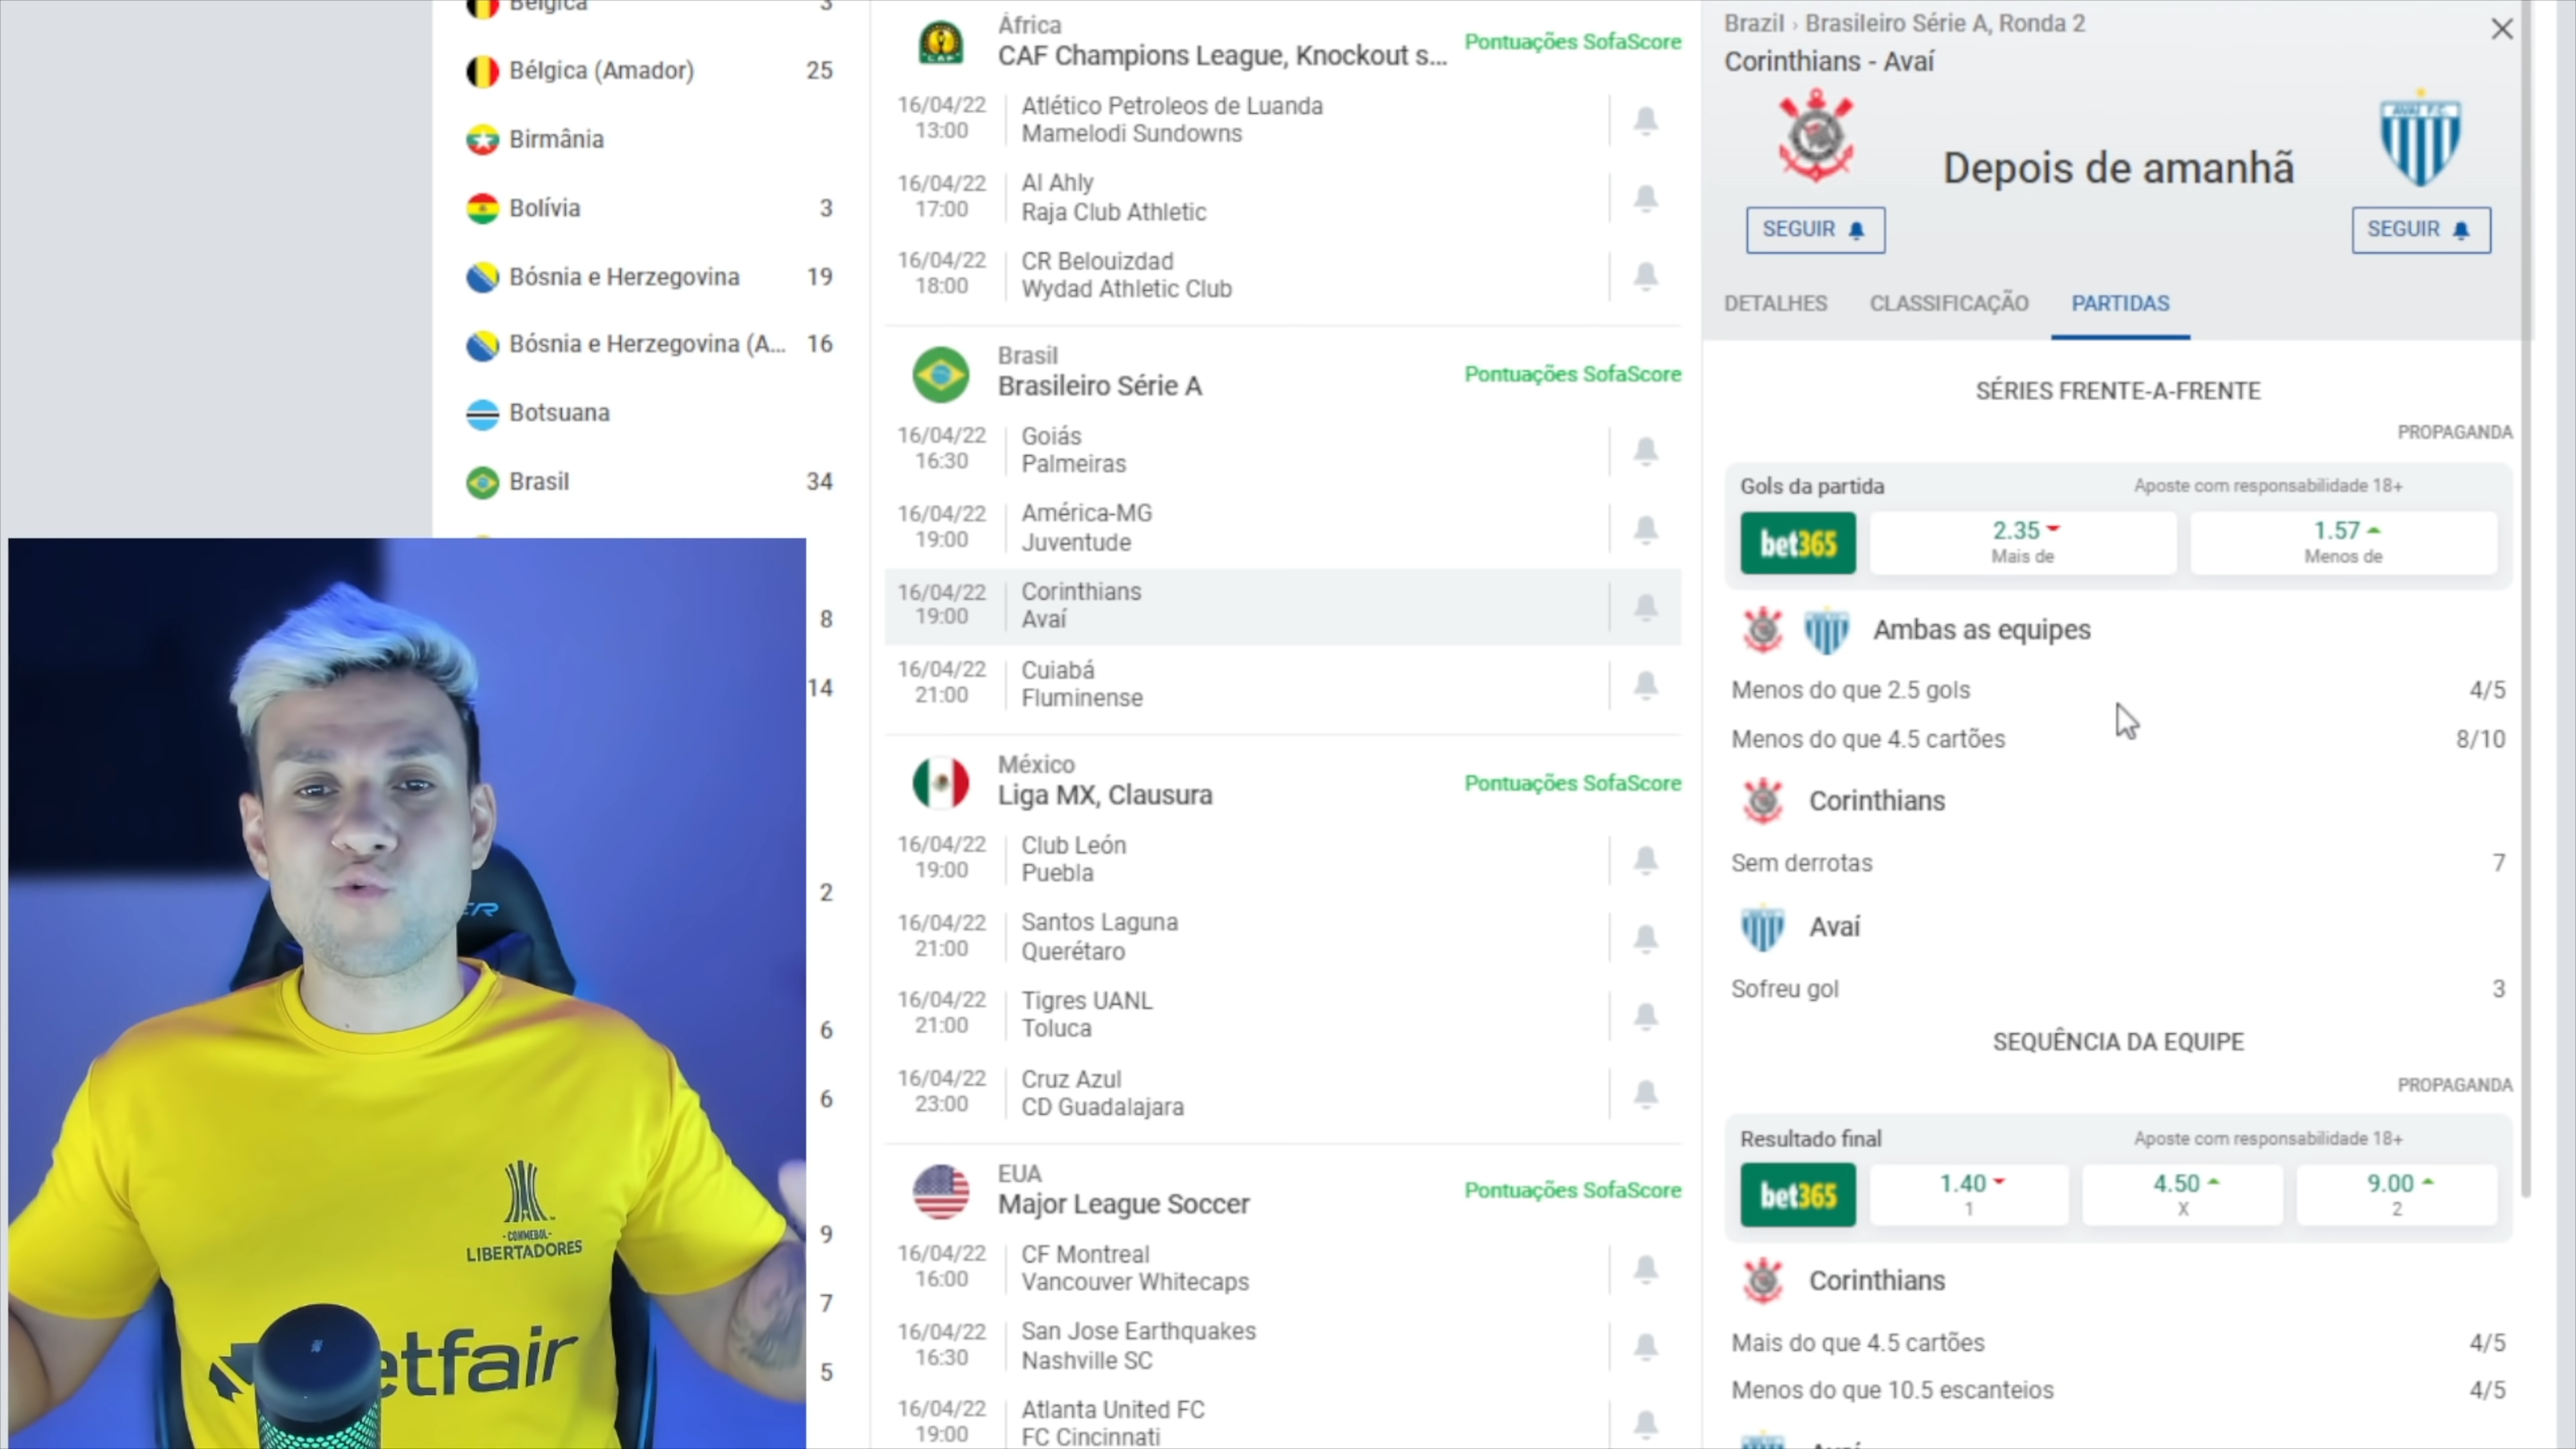 Bélgica 3
Bélgica (Amador) 25
Birmânia
Bolívia 3
Bósnia e Herzegovina 19
Bósnia e Herzegovina (A... 16
Botsuana
Brasil 34
8
14
2
6
6
9
7
5
CONMEBOL
LIBERTADORES
etfair
África
CAF Champions League, Knockout s...
Pontuações SofaScore
16/04/22 Atlético Petroleos de Luanda
13:00 Mamelodi Sundowns
16/04/22 Al Ahly
17:00 Raja Club Athletic
16/04/22 CR Belouizdad
18:00 Wydad Athletic Club
Brasil
Brasileiro Série A
Pontuações SofaScore
16/04/22 Goiás
16:30 Palmeiras
16/04/22 América-MG
19:00 Juventude
16/04/22 Corinthians
19:00 Avaí
16/04/22 Cuiabá
21:00 Fluminense
México
Liga MX, Clausura
Pontuações SofaScore
16/04/22 Club León
19:00 Puebla
16/04/22 Santos Laguna
21:00 Querétaro
16/04/22 Tigres UANL
21:00 Toluca
16/04/22 Cruz Azul
23:00 CD Guadalajara
EUA
Major League Soccer
Pontuações SofaScore
16/04/22 CF Montreal
16:00 Vancouver Whitecaps
16/04/22 San Jose Earthquakes
16:30 Nashville SC
16/04/22 Atlanta United FC
19:00 FC Cincinnati
Brazil › Brasileiro Série A, Ronda 2
Corinthians - Avaí
AVAÍ F.C.
Depois de amanhã
SEGUIR SEGUIR
DETALHES CLASSIFICAÇÃO PARTIDAS
SÉRIES FRENTE-A-FRENTE
PROPAGANDA
Gols da partida Aposte com responsabilidade 18+
bet365 2.35 1.57
Mais de Menos de
Ambas as equipes
Menos do que 2.5 gols 4/5
Menos do que 4.5 cartões 8/10
Corinthians
Sem derrotas 7
Avaí
Sofreu gol 3
SEQUÊNCIA DA EQUIPE
PROPAGANDA
Resultado final Aposte com responsabilidade 18+
bet365 1.40 4.50 9.00
1 X 2
Corinthians
Mais do que 4.5 cartões 4/5
Menos do que 10.5 escanteios 4/5
Avaí